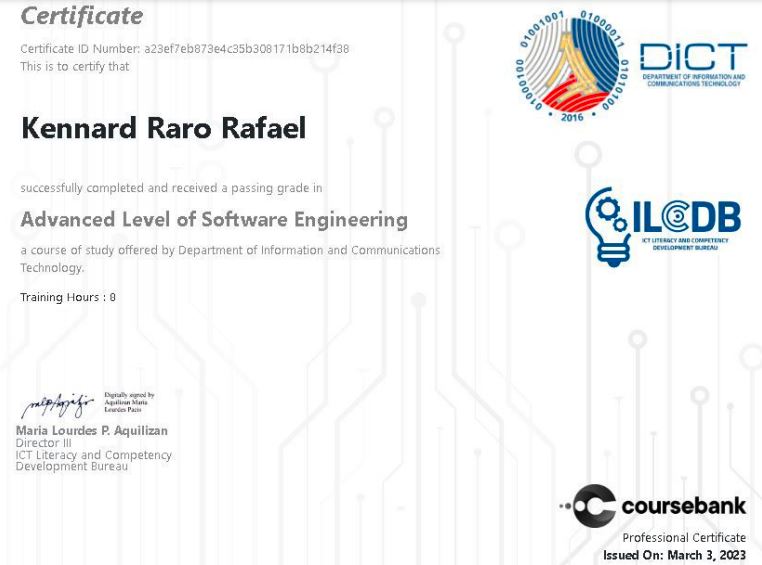 Certificate
Certificate ID Number: a23ef7eb873e4c35b308171b8b214f38
This is to certify that
Kennard Raro Rafael
successfully completed and received a passing grade in
Advanced Level of Software Engineering
a course of study offered by Department of Information and Communications
Technology.
Training Hours : 8
Digitally signed by
Aquilizan Maria
Lourdes Pacis
Maria Lourdes P. Aquilizan
Director III
ICT Literacy and Competency
Development Bureau
01001001
01000011
01010100
01000100
• 2016 •
DICT
DEPARTMENT OF INFORMATION AND
COMMUNICATIONS TECHNOLOGY
ILCDB
ICT LITERACY AND COMPETENCY
DEVELOPMENT BUREAU
coursebank
Professional Certificate
Issued On: March 3, 2023